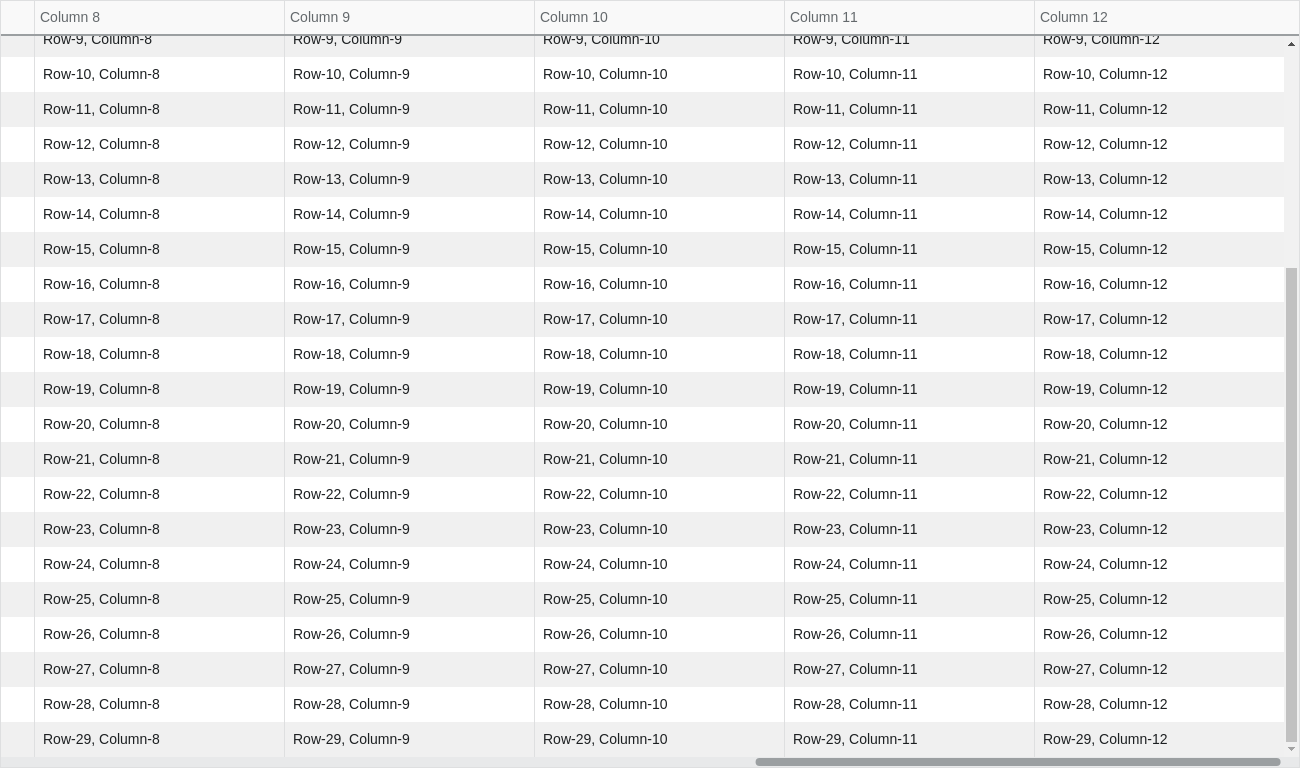 Column 8 Column 9 Column 10 Column 11 Column 12
Row-9, Column-8 Row-9, Column-9 Row-9, Column-10 Row-9, Column-11 Row-9, Column-12
Row-10, Column-8 Row-10, Column-9 Row-10, Column-10 Row-10, Column-11 Row-10, Column-12
Row-11, Column-8 Row-11, Column-9 Row-11, Column-10 Row-11, Column-11 Row-11, Column-12
Row-12, Column-8 Row-12, Column-9 Row-12, Column-10 Row-12, Column-11 Row-12, Column-12
Row-13, Column-8 Row-13, Column-9 Row-13, Column-10 Row-13, Column-11 Row-13, Column-12
Row-14, Column-8 Row-14, Column-9 Row-14, Column-10 Row-14, Column-11 Row-14, Column-12
Row-15, Column-8 Row-15, Column-9 Row-15, Column-10 Row-15, Column-11 Row-15, Column-12
Row-16, Column-8 Row-16, Column-9 Row-16, Column-10 Row-16, Column-11 Row-16, Column-12
Row-17, Column-8 Row-17, Column-9 Row-17, Column-10 Row-17, Column-11 Row-17, Column-12
Row-18, Column-8 Row-18, Column-9 Row-18, Column-10 Row-18, Column-11 Row-18, Column-12
Row-19, Column-8 Row-19, Column-9 Row-19, Column-10 Row-19, Column-11 Row-19, Column-12
Row-20, Column-8 Row-20, Column-9 Row-20, Column-10 Row-20, Column-11 Row-20, Column-12
Row-21, Column-8 Row-21, Column-9 Row-21, Column-10 Row-21, Column-11 Row-21, Column-12
Row-22, Column-8 Row-22, Column-9 Row-22, Column-10 Row-22, Column-11 Row-22, Column-12
Row-23, Column-8 Row-23, Column-9 Row-23, Column-10 Row-23, Column-11 Row-23, Column-12
Row-24, Column-8 Row-24, Column-9 Row-24, Column-10 Row-24, Column-11 Row-24, Column-12
Row-25, Column-8 Row-25, Column-9 Row-25, Column-10 Row-25, Column-11 Row-25, Column-12
Row-26, Column-8 Row-26, Column-9 Row-26, Column-10 Row-26, Column-11 Row-26, Column-12
Row-27, Column-8 Row-27, Column-9 Row-27, Column-10 Row-27, Column-11 Row-27, Column-12
Row-28, Column-8 Row-28, Column-9 Row-28, Column-10 Row-28, Column-11 Row-28, Column-12
Row-29, Column-8 Row-29, Column-9 Row-29, Column-10 Row-29, Column-11 Row-29, Column-12